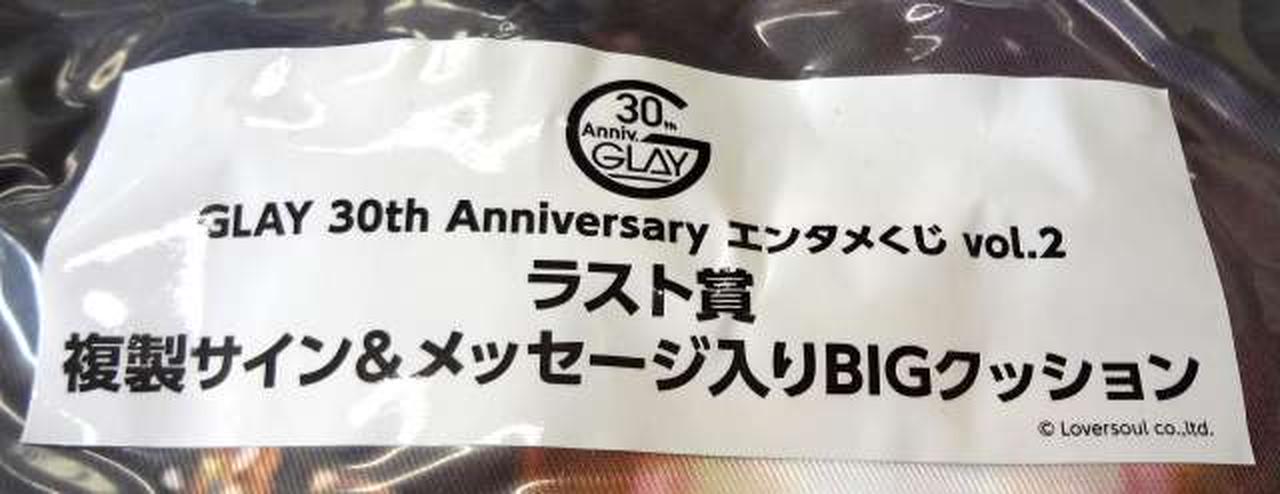 30th
Anniv.
GLAY
GLAY 30th Anniversary エンタメくじ vol.2
ラスト賞
複製サイン&メッセージ入りBIGクッション
© Loversoul co.,ltd.